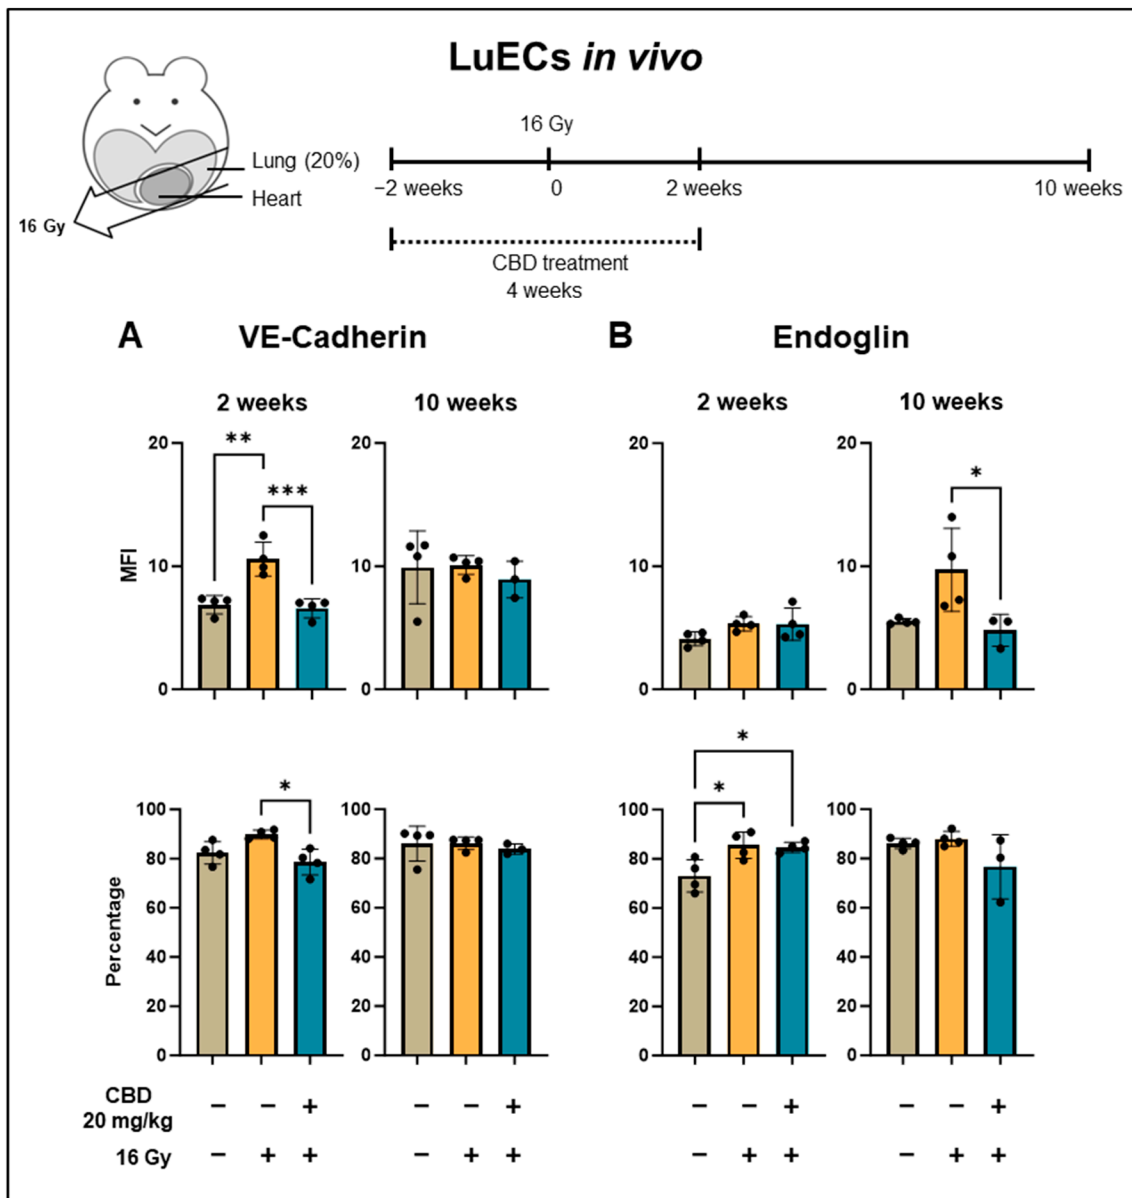 LuECs in vivo
16 Gy
Lung (20%)
Heart
16 Gy
−2 weeks
0
2 weeks
10 weeks
CBD treatment
4 weeks
A
VE-Cadherin
B
Endoglin
2 weeks
10 weeks
2 weeks
10 weeks
MFI
20
10
0
**
***
20
10
0
20
10
0
20
10
0
*
Percentage
100
80
60
40
20
0
*
100
80
60
40
20
0
100
80
60
40
20
0
*
*
100
80
60
40
20
0
CBD
20 mg/kg
− − + − − + − − + − − +
16 Gy − + + − + + − + + − + +